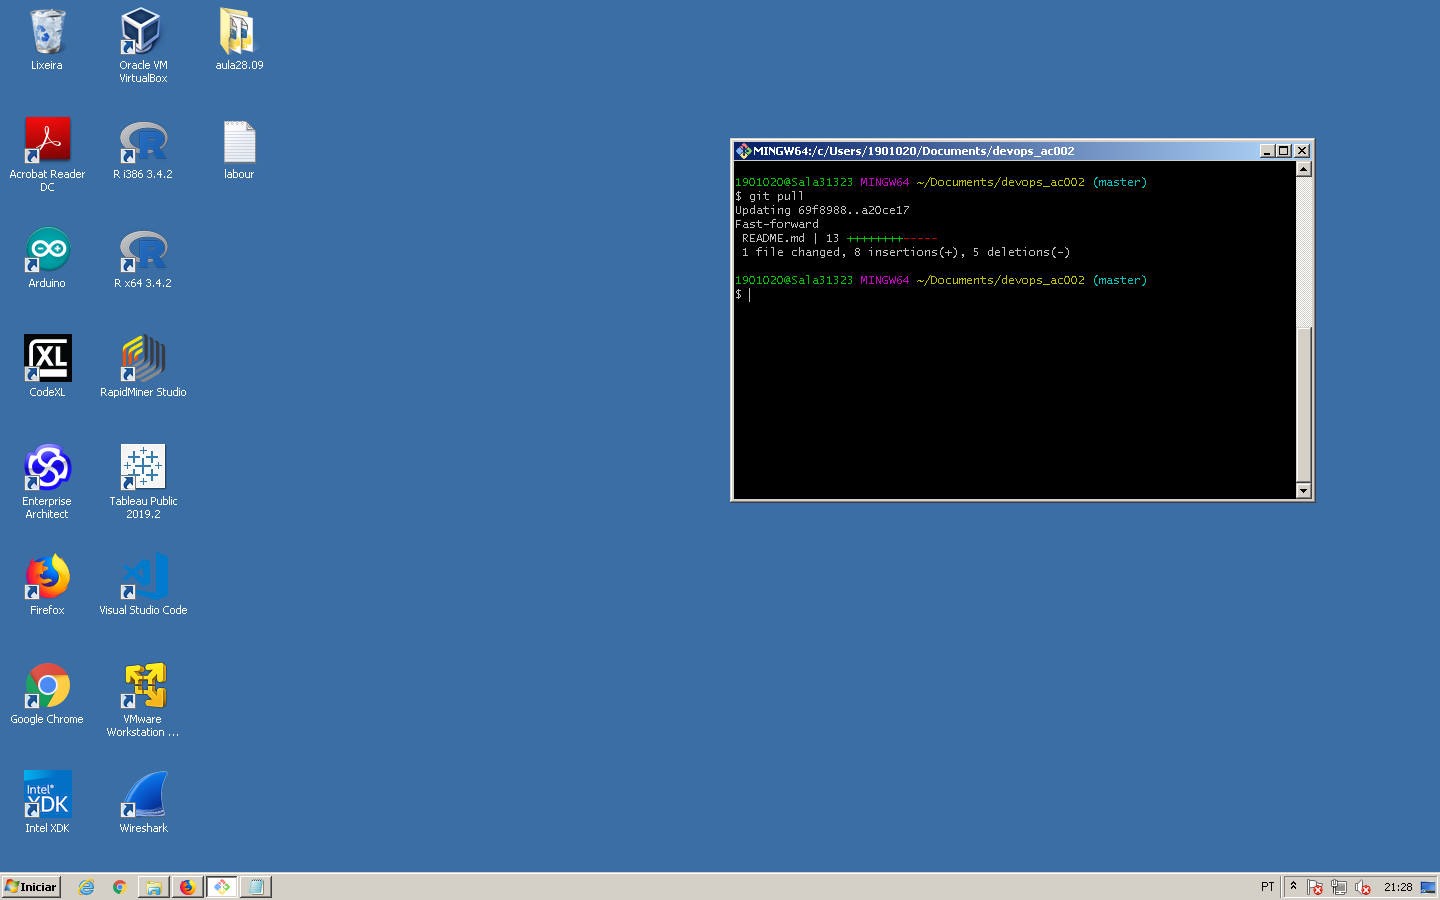 Lixeira
Oracle VM
VirtualBox
aula28.09
Acrobat Reader
DC
R i386 3.4.2
labour
Arduino
R x64 3.4.2
XL
CodeXL
RapidMiner Studio
Enterprise
Architect
Tableau Public
2019.2
Firefox
Visual Studio Code
Google Chrome
VMware
Workstation ...
Intel®
XDK
Intel XDK
Wireshark
MINGW64:/c/Users/1901020/Documents/devops_ac002
1901020@Sala31323 MINGW64 ~/Documents/devops_ac002 (master)
$ git pull
Updating 69f8988..a20ce17
Fast-forward
README.md | 13 ++++++++-----
1 file changed, 8 insertions(+), 5 deletions(-)
1901020@Sala31323 MINGW64 ~/Documents/devops_ac002 (master)
$
Iniciar
PT
21:28